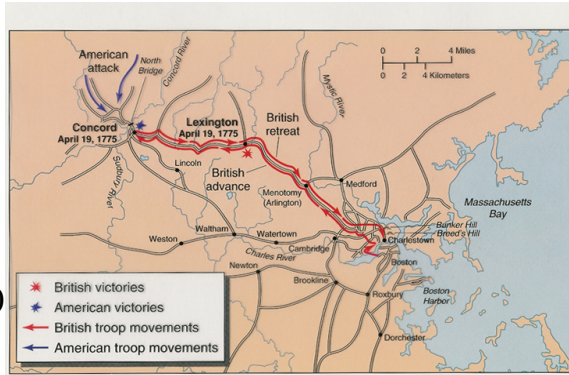 American
attack
North
Bridge
Concord River
0 2 4 Miles
0 2 4 Kilometers
Mystic River
Concord
April 19, 1775
Lexington
April 19, 1775
British
retreat
Lincoln
Sudbury River
British
advance
Menotomy
(Arlington)
Medford
Massachusetts
Bay
Waltham
Watertown
Weston
Cambridge
Bunker Hill
Breed's Hill
Charlestown
Charles River
Newton
Boston
Brookline
Boston
Harbor
Roxbury
Dorchester
British victories
American victories
British troop movements
American troop movements